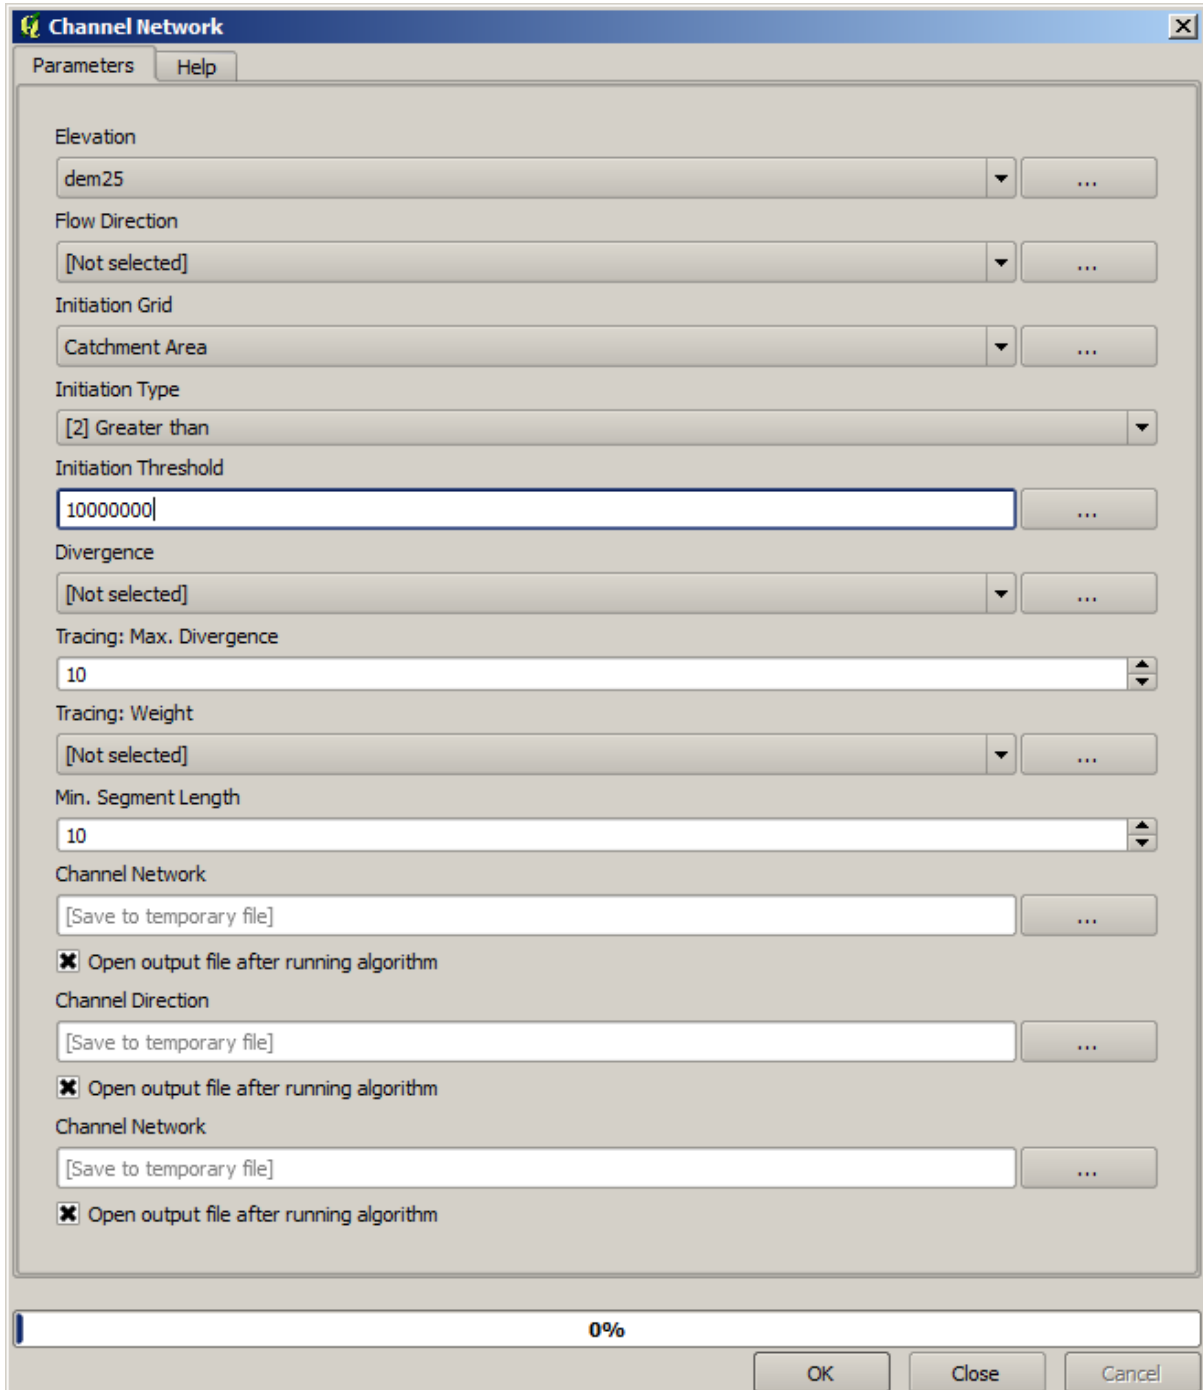 Channel Network
Parameters Help
Elevation
dem25 ...
Flow Direction
[Not selected] ...
Initiation Grid
Catchment Area ...
Initiation Type
[2] Greater than
Initiation Threshold
10000000 ...
Divergence
[Not selected] ...
Tracing: Max. Divergence
10
Tracing: Weight
[Not selected] ...
Min. Segment Length
10
Channel Network
[Save to temporary file] ...
Open output file after running algorithm
Channel Direction
[Save to temporary file] ...
Open output file after running algorithm
Channel Network
[Save to temporary file] ...
Open output file after running algorithm
0%
OK Close Cancel